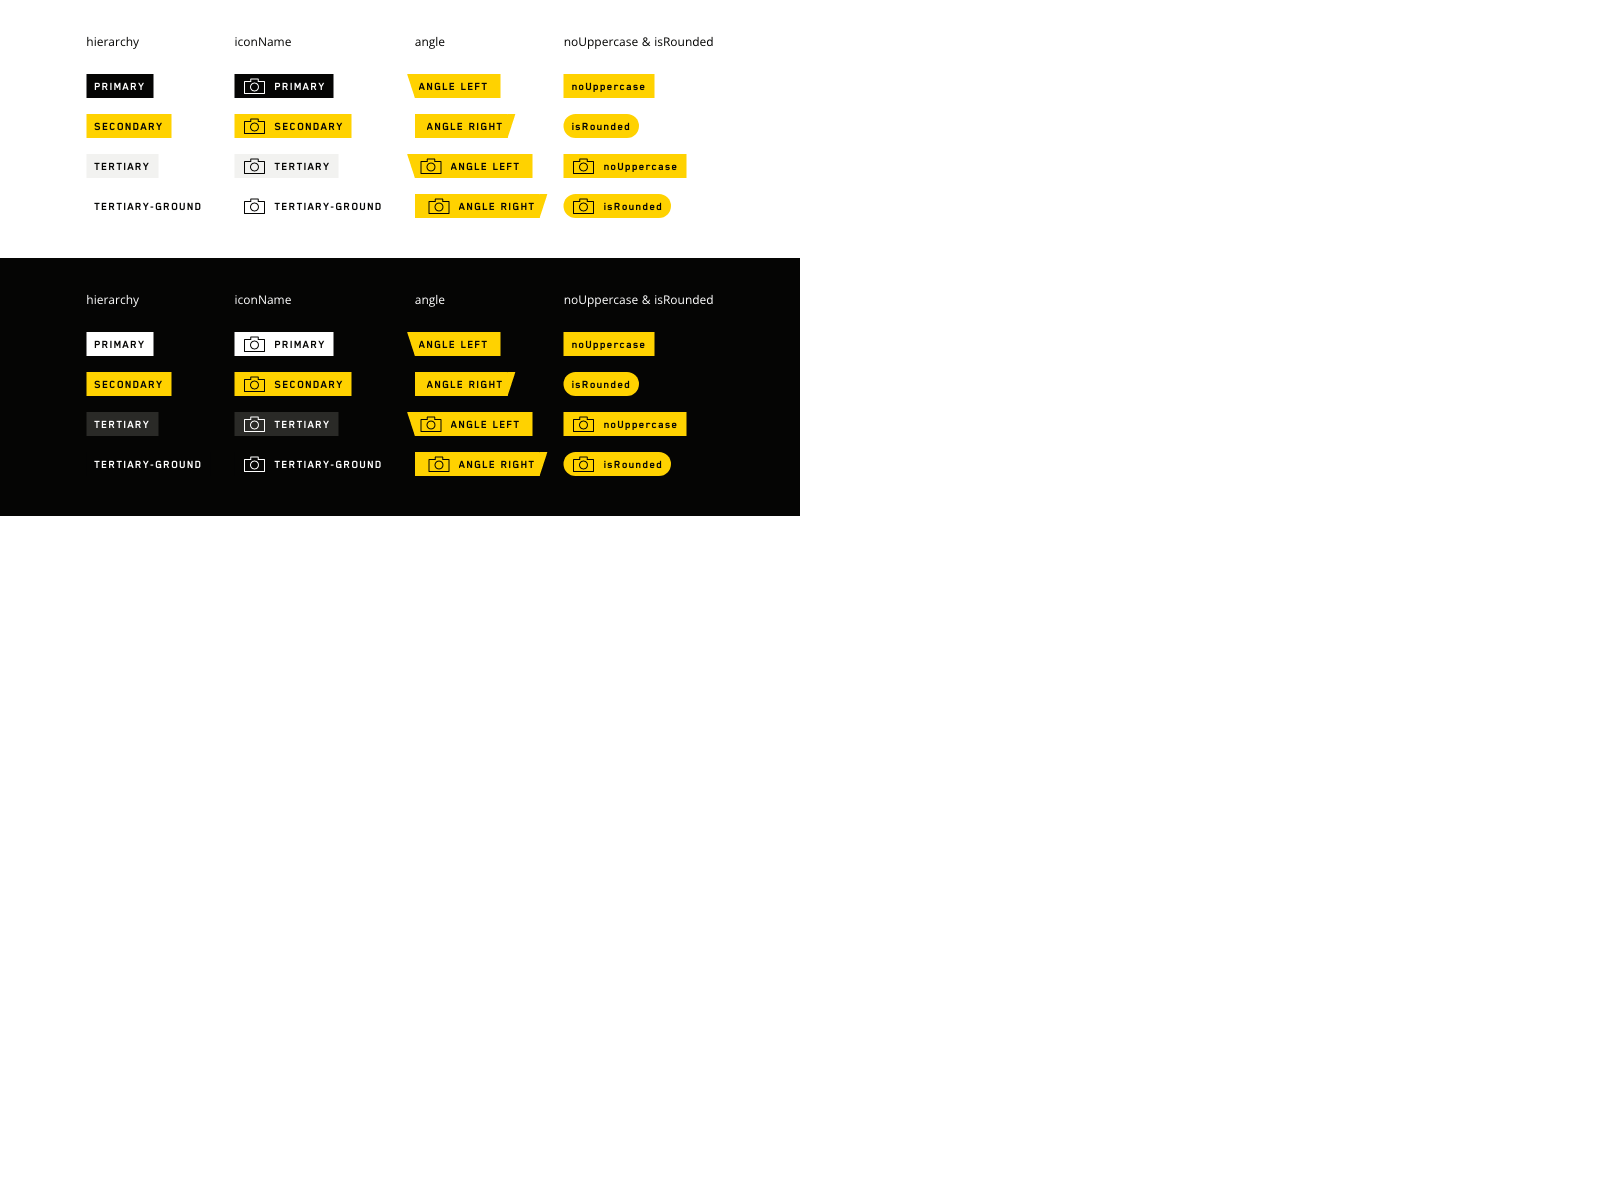 hierarchy iconName angle noUppercase & isRounded
PRIMARY PRIMARY ANGLE LEFT noUppercase
SECONDARY SECONDARY ANGLE RIGHT isRounded
TERTIARY TERTIARY ANGLE LEFT noUppercase
TERTIARY-GROUND TERTIARY-GROUND ANGLE RIGHT isRounded
hierarchy iconName angle noUppercase & isRounded
PRIMARY PRIMARY ANGLE LEFT noUppercase
SECONDARY SECONDARY ANGLE RIGHT isRounded
TERTIARY TERTIARY ANGLE LEFT noUppercase
TERTIARY-GROUND TERTIARY-GROUND ANGLE RIGHT isRounded